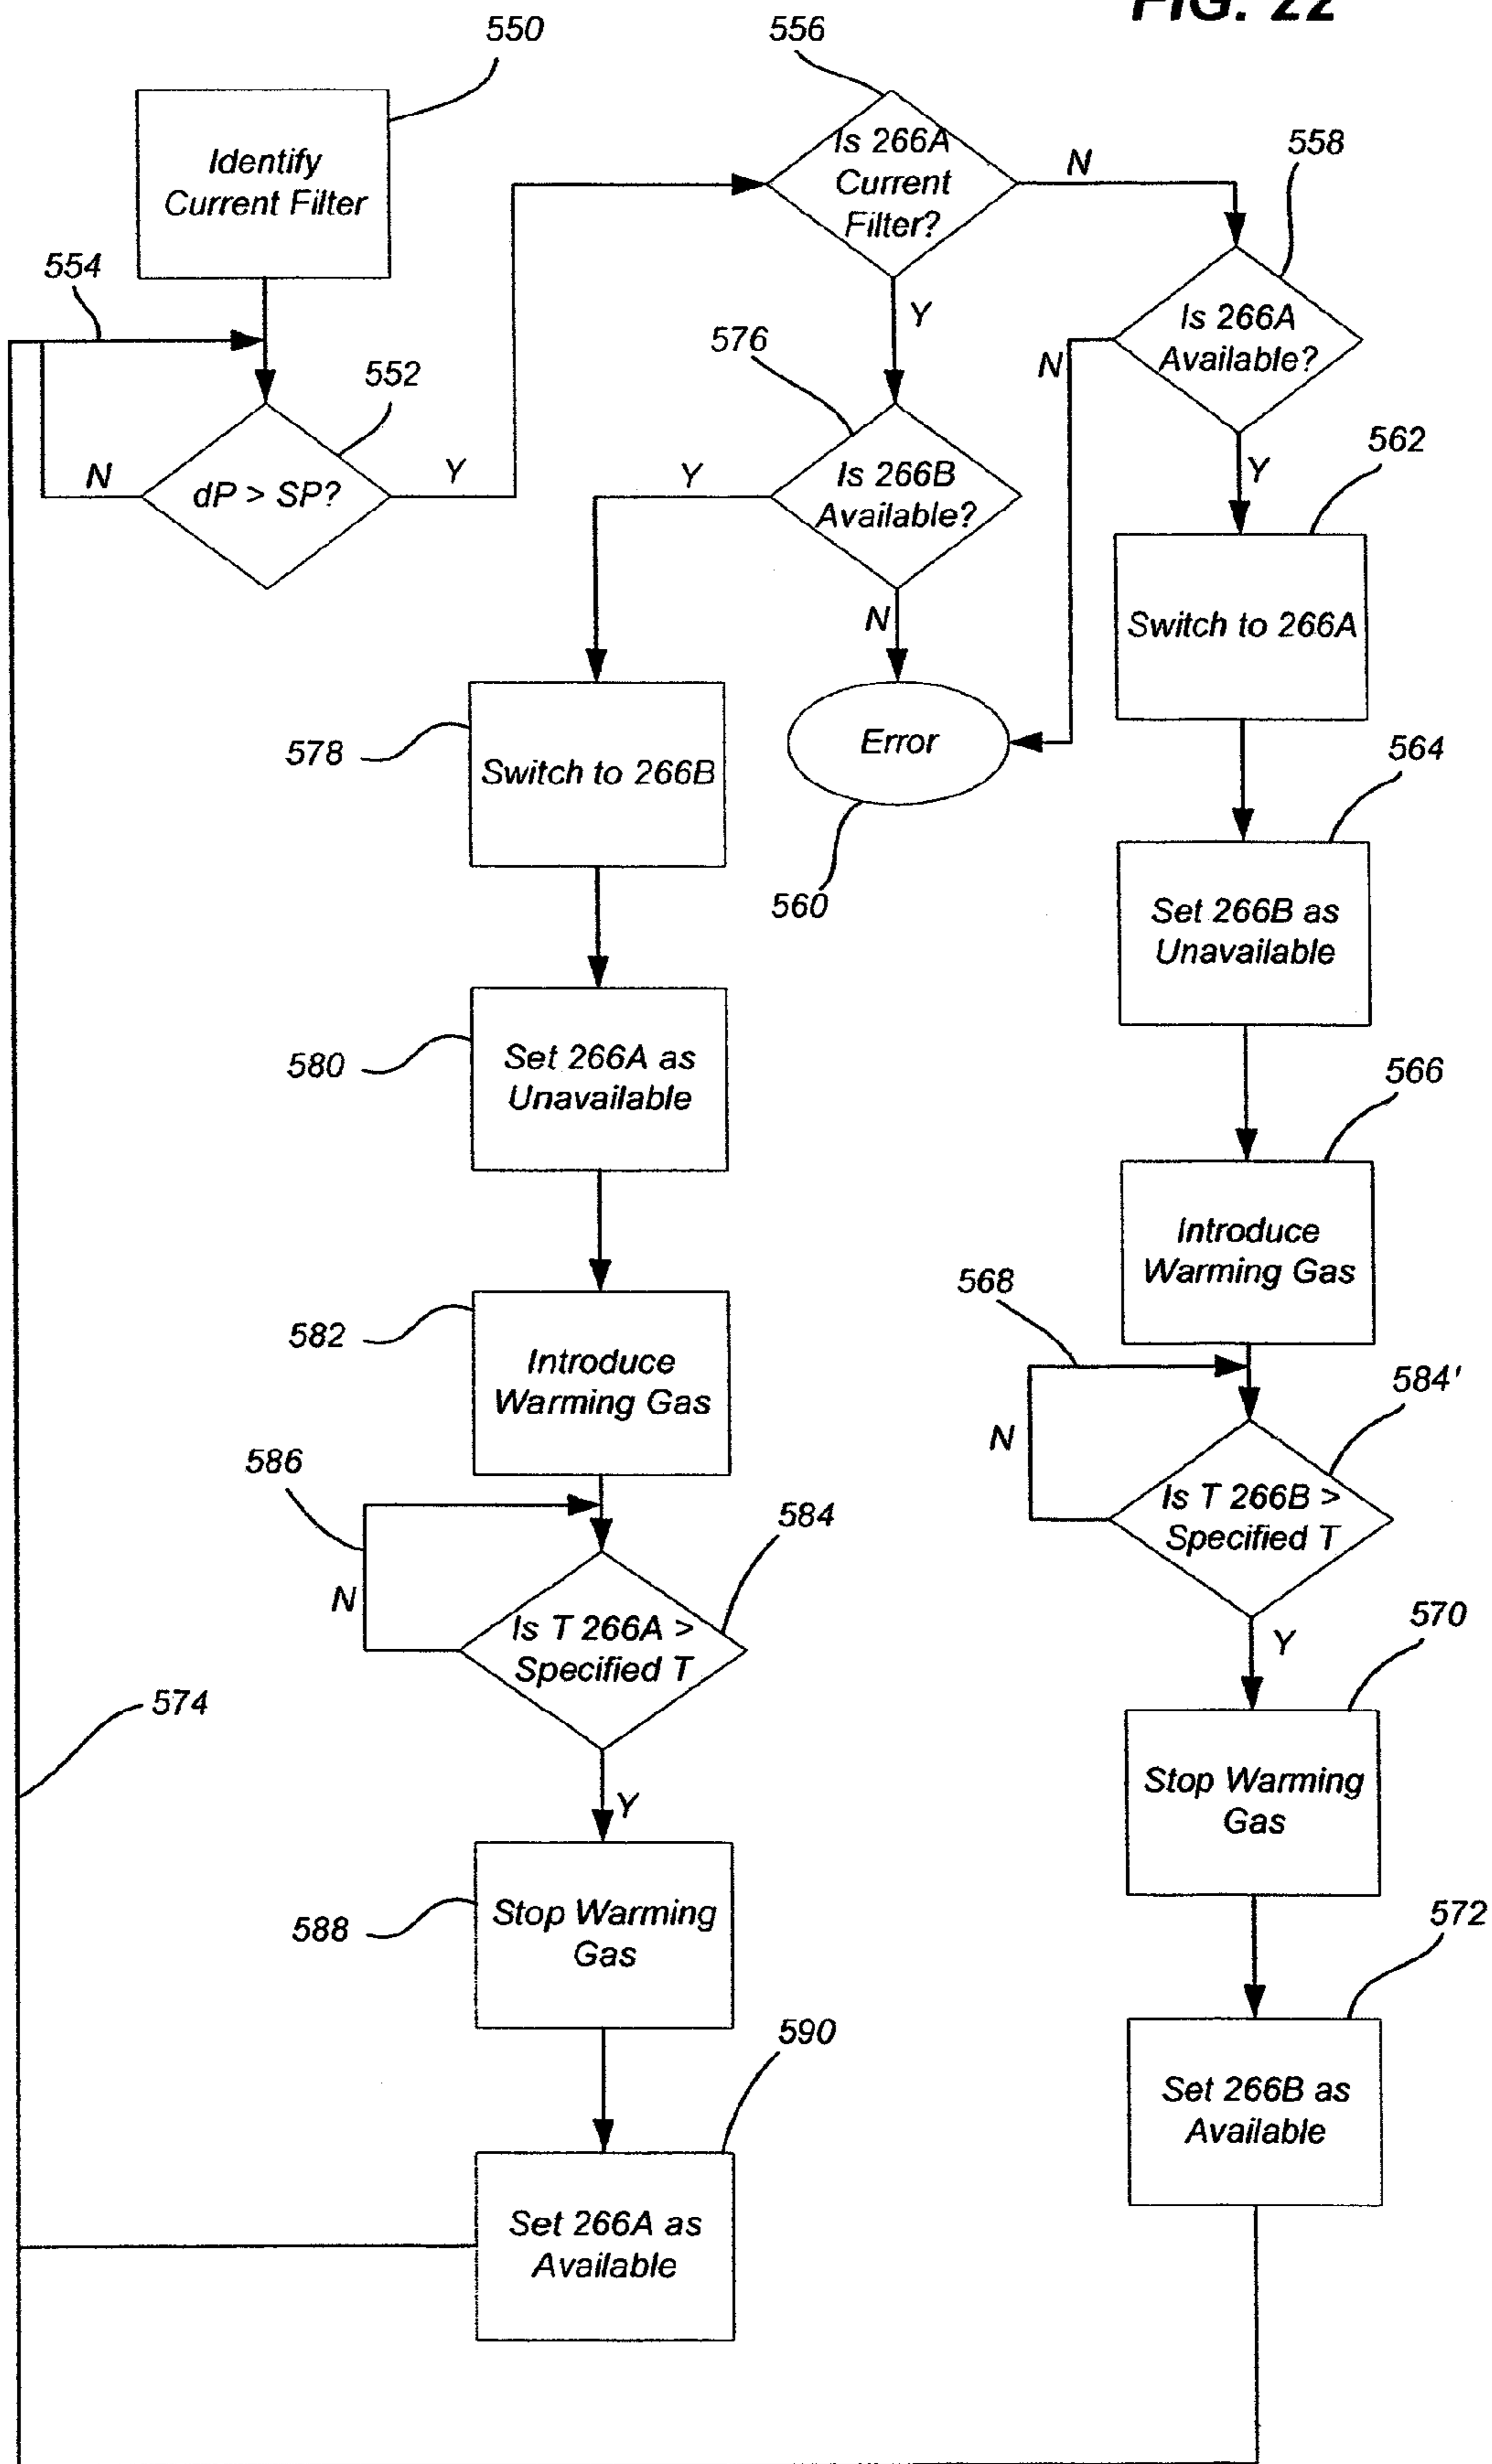 FIG. 22
550
556
558
Identify
Current Filter
Is 266A
Current
Filter?
N
Is 266A
Available?
554
552
576
Y
N
562
dP > SP?
N
Y
Is 266B
Available?
Y
Y
N
Switch to 266A
578
Switch to 266B
Error
560
564
Set 266B as
Unavailable
580
Set 266A as
Unavailable
566
Introduce
Warming Gas
582
Introduce
Warming Gas
568
584'
N
Is T 266B >
Specified T
586
584
N
Is T 266A >
Specified T
Y
570
574
Stop Warming
Gas
Y
588
Stop Warming
Gas
572
590
Set 266B as
Available
Set 266A as
Available